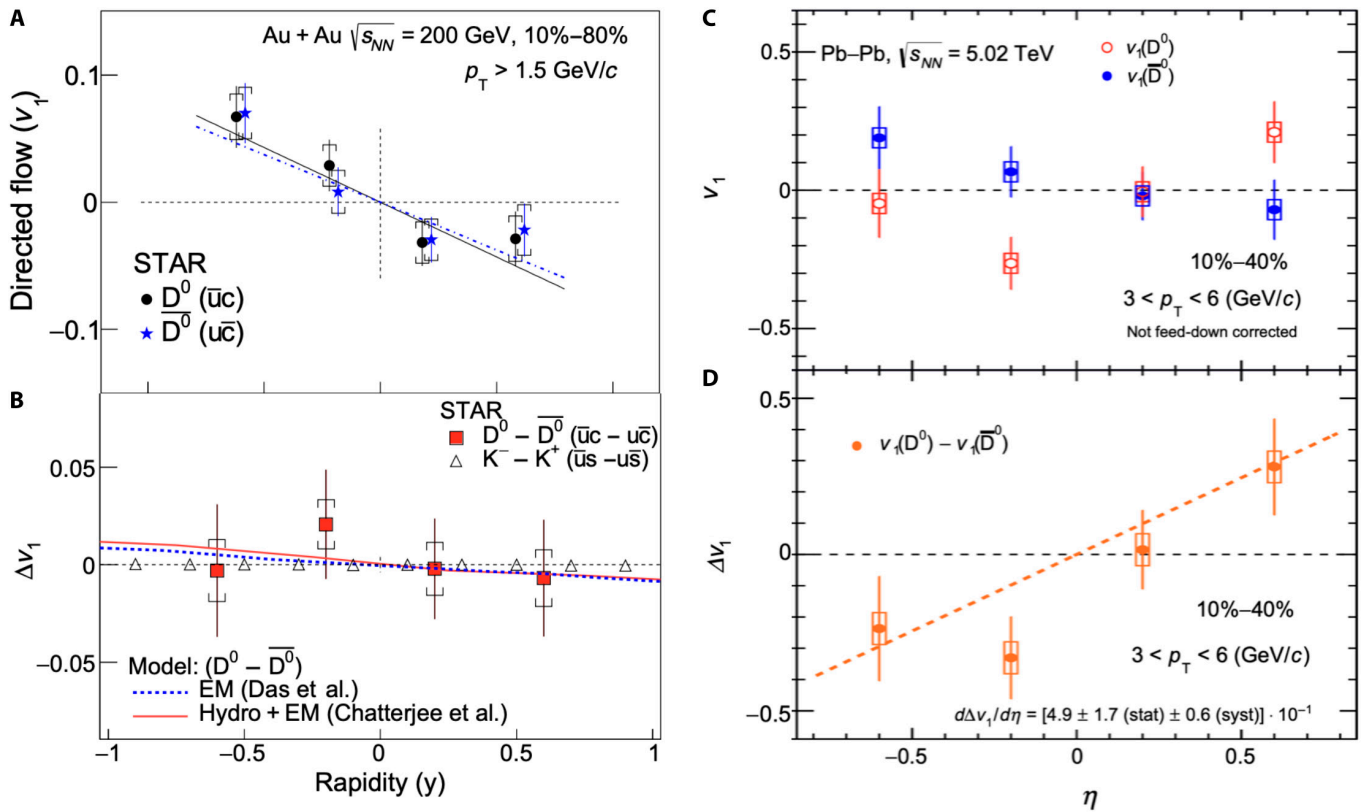 A
Au + Au √sNN = 200 GeV, 10%–80%
pT > 1.5 GeV/c
Directed flow (v1)
0.1
0
−0.1
STAR
D0 (u̅c)
D̅0 (uc̅)
B
STAR
D0 – D̅0 (u̅c – uc̅)
K− – K+ (u̅s –us̅)
Δv1
0.05
0
−0.05
Model: (D0 – D̅0)
EM (Das et al.)
Hydro + EM (Chatterjee et al.)
−1
−0.5
0
0.5
1
Rapidity (y)
C
Pb–Pb, √sNN = 5.02 TeV
v1(D0)
v1(D̅0)
v1
0.5
0
−0.5
10%–40%
3 < pT < 6 (GeV/c)
Not feed-down corrected
D
v1(D0) – v1(D̅0)
Δv1
0.5
0
−0.5
10%–40%
3 < pT < 6 (GeV/c)
dΔv1/dη = [4.9 ± 1.7 (stat) ± 0.6 (syst)] · 10−1
−0.5
0
0.5
η